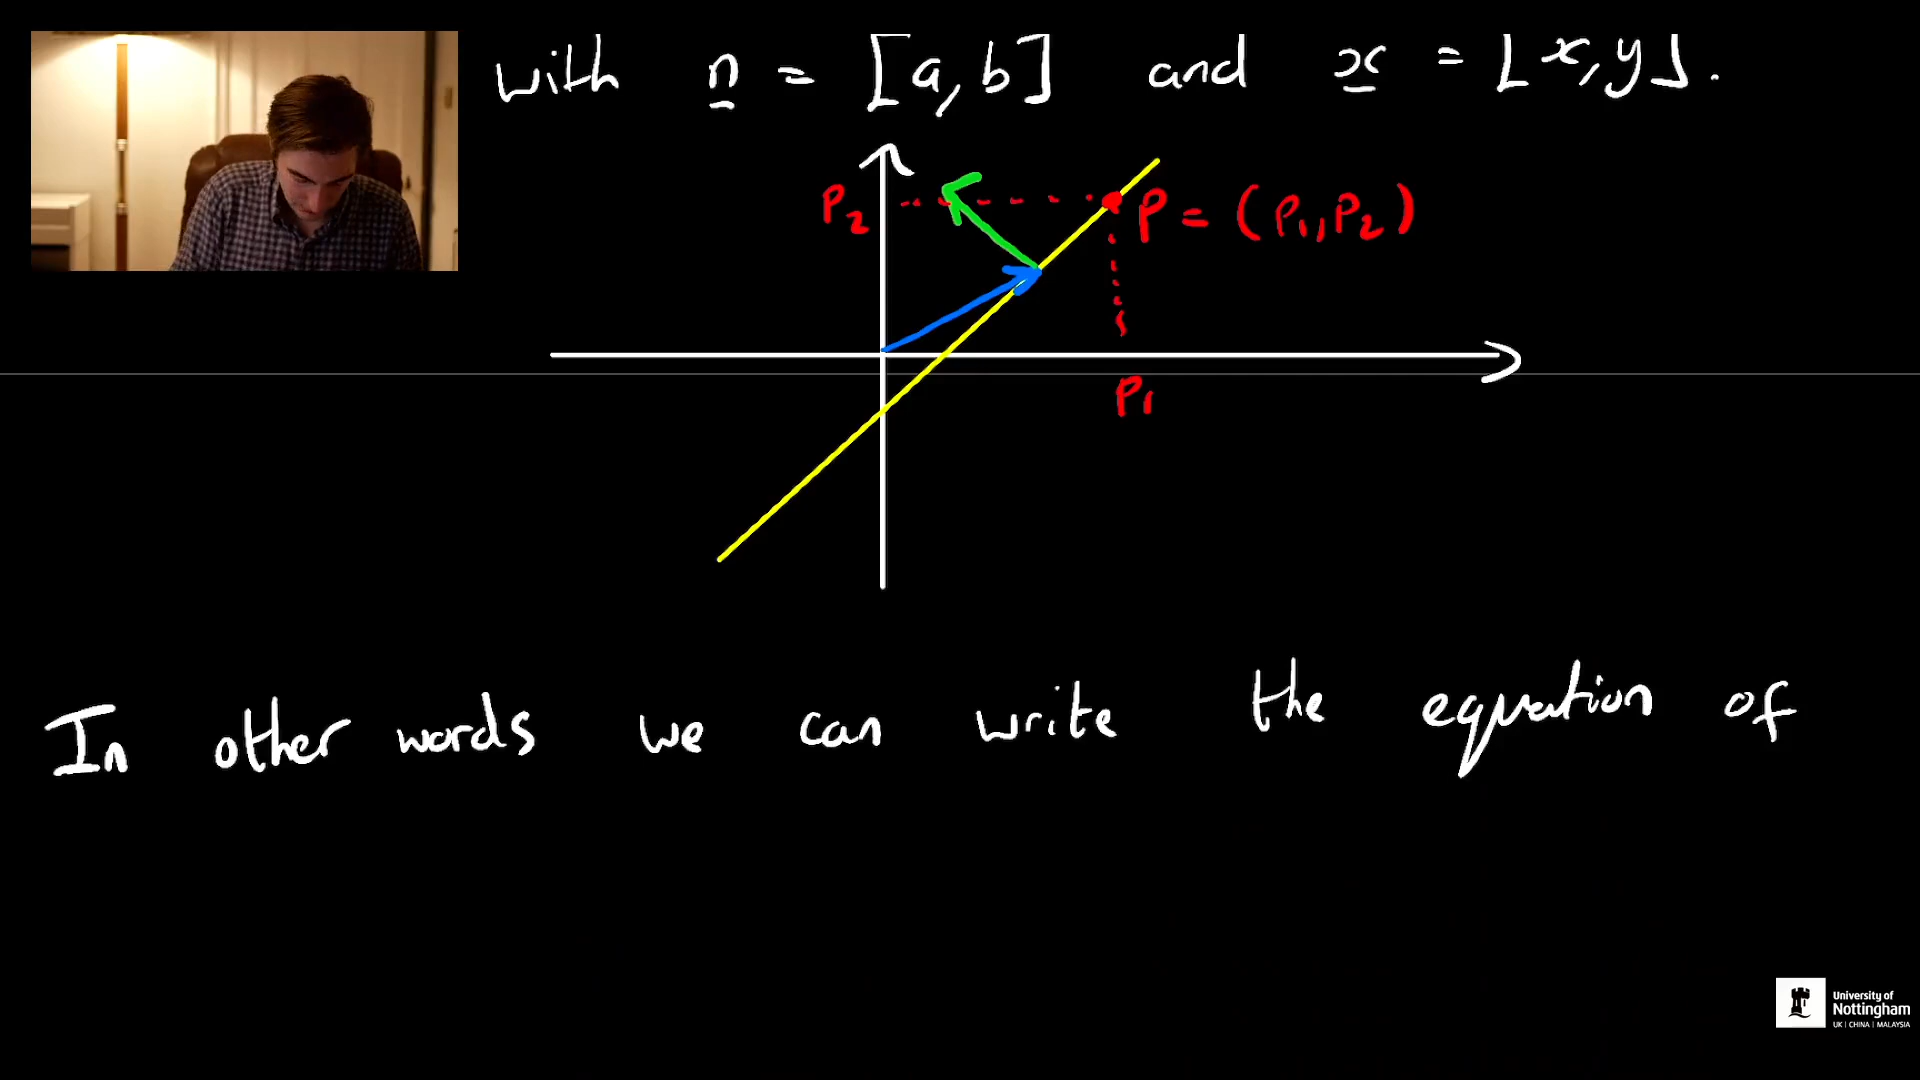 with n = [a, b] and x = [x, y].
P2
P = (P1, P2)
P1
In other words we can write the equation of
University of
Nottingham
UK | CHINA | MALAYSIA